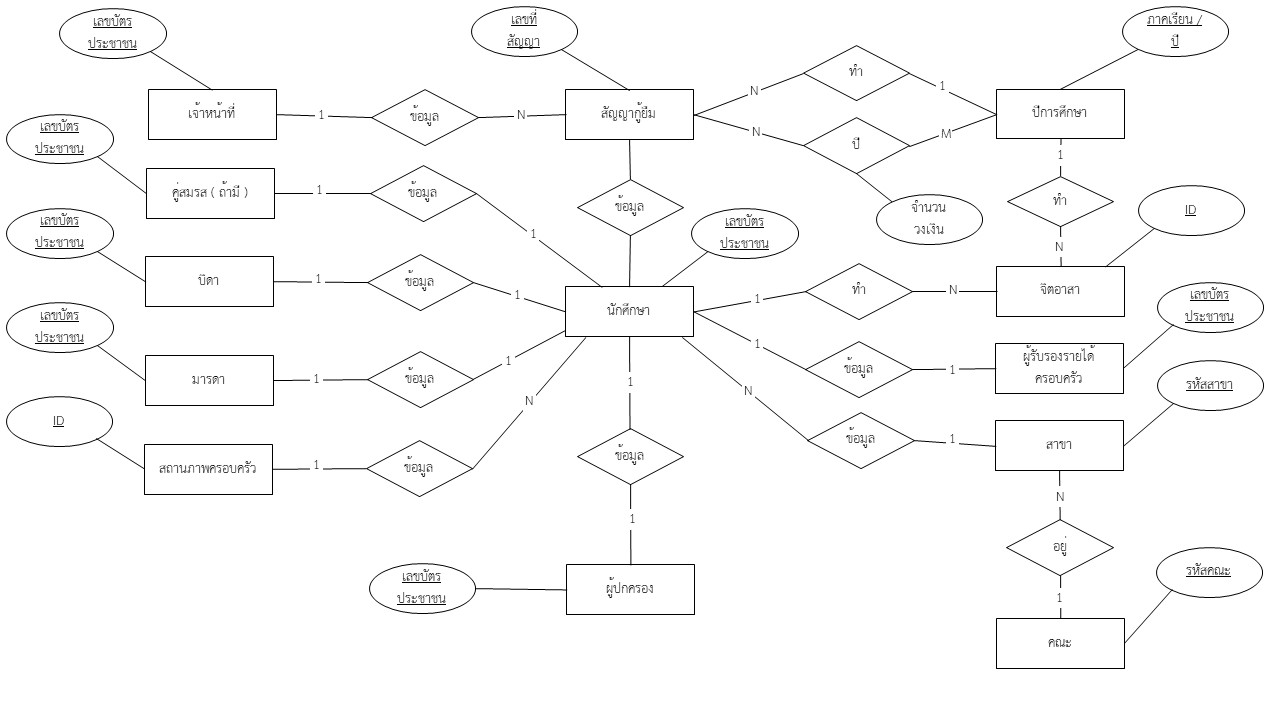 เลขบัตร
ประชาชน
เลขที่
สัญญา
ภาคเรียน /
ปี
เจ้าหน้าที่
1
ข้อมูล
N
สัญญากู้ยืม
N
ทำ
1
ปีการศึกษา
N
ปี
M
จำนวน
วงเงิน
เลขบัตร
ประชาชน
คู่สมรส ( ถ้ามี )
1
ข้อมูล
1
ข้อมูล
1
ทำ
N
ID
เลขบัตร
ประชาชน
เลขบัตร
ประชาชน
บิดา
1
ข้อมูล
1
นักศึกษา
1
ทำ
N
จิตอาสา
เลขบัตร
ประชาชน
เลขบัตร
ประชาชน
มารดา
1
ข้อมูล
1
1
ข้อมูล
1
ผู้รับรองรายได้
ครอบครัว
รหัสสาขา
ID
สถานภาพครอบครัว
1
ข้อมูล
N
1
ข้อมูล
1
N
ข้อมูล
1
สาขา
N
อยู่
1
คณะ
รหัสคณะ
เลขบัตร
ประชาชน
ผู้ปกครอง